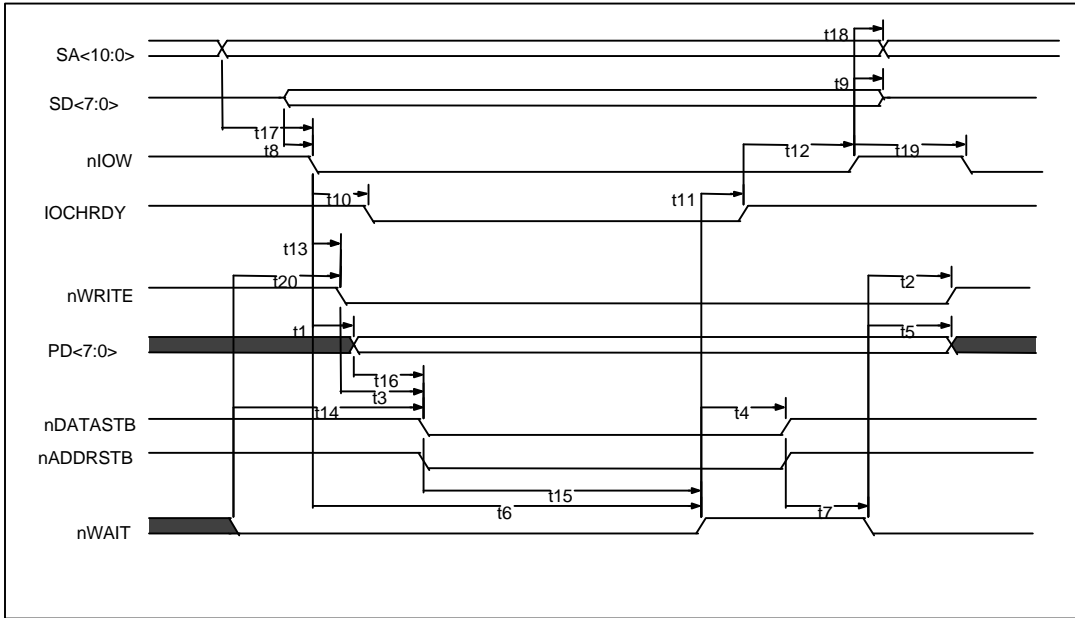 t18
SA<10:0>
t9
SD<7:0>
t17
t8
t12
t19
nIOW
t10
t11
IOCHRDY
t13
t20
t2
nWRITE
t1
t5
PD<7:0>
t16
t3
t14
t4
nDATASTB
nADDRSTB
t15
t6
t7
nWAIT